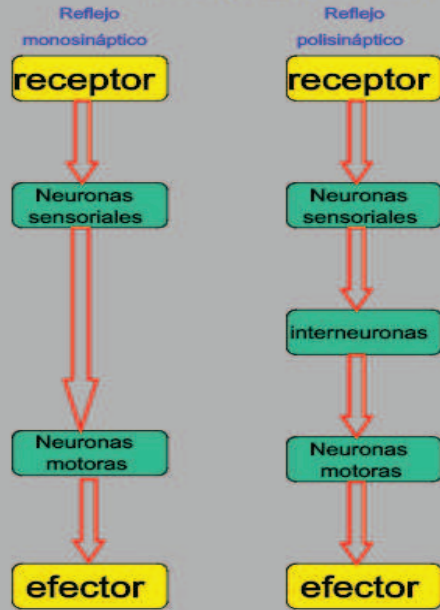 Reflejo
monosináptico
receptor
Neuronas
sensoriales
Neuronas
motoras
efector
Reflejo
polisináptico
receptor
Neuronas
sensoriales
interneuronas
Neuronas
motoras
efector